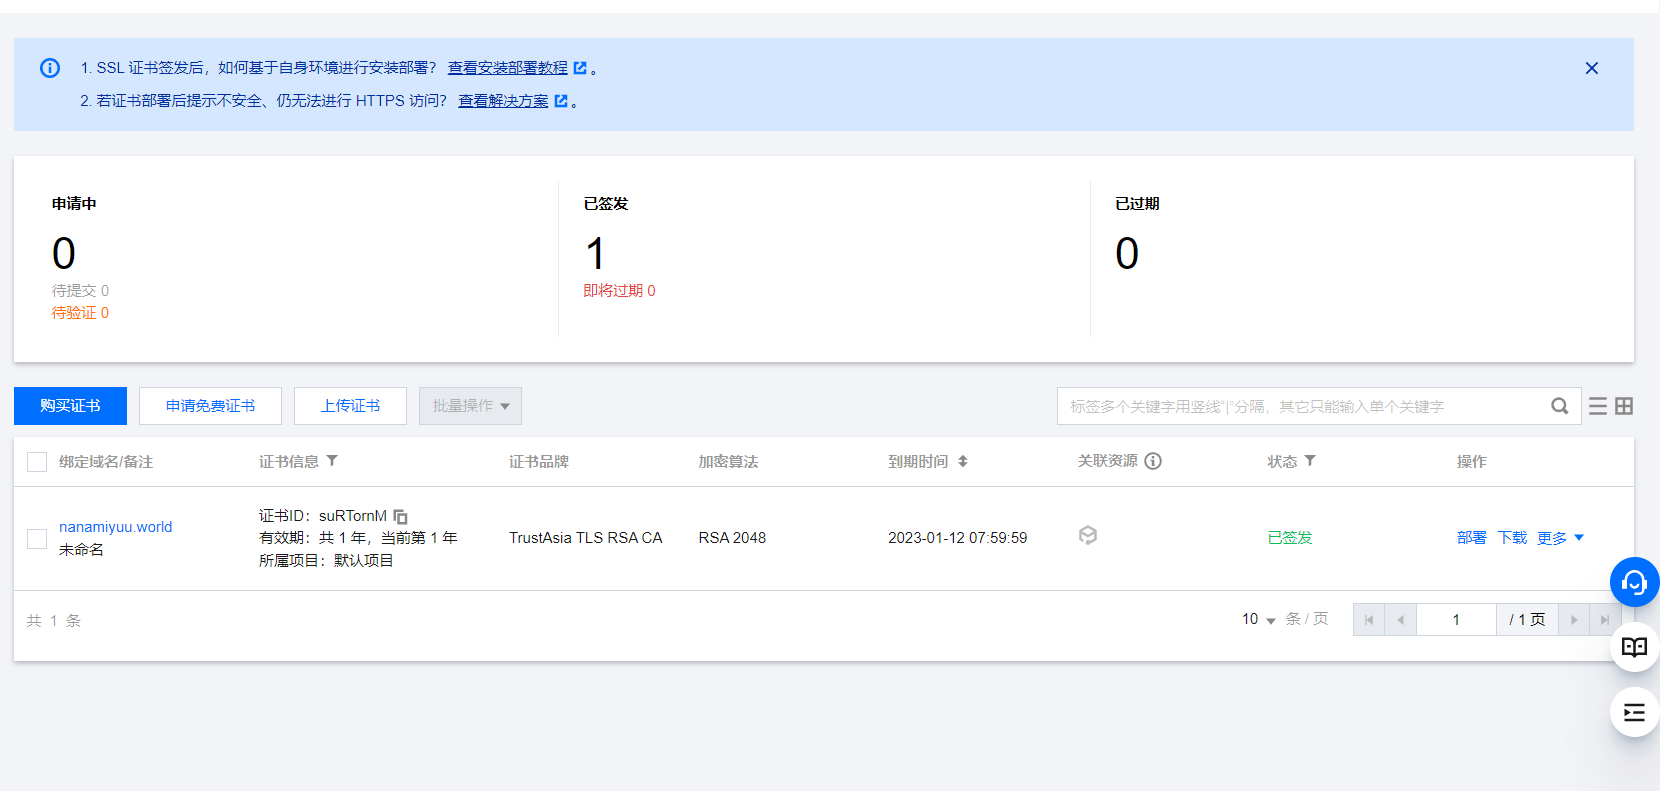 1. SSL 证书签发后，如何基于自身环境进行安装部署？ 查看安装部署教程 。
2. 若证书部署后提示不安全、仍无法进行 HTTPS 访问？ 查看解决方案 。
申请中
0
待提交 0
待验证 0
已签发
1
即将过期 0
已过期
0
购买证书 申请免费证书 上传证书 批量操作
标签多个关键字用竖线"|"分隔，其它只能输入单个关键字
绑定域名/备注 证书信息 证书品牌 加密算法 到期时间 关联资源 状态 操作
nanamiyuu.world
未命名
证书ID：suRTornM
有效期：共 1 年，当前第 1 年
所属项目：默认项目
TrustAsia TLS RSA CA
RSA 2048
2023-01-12 07:59:59
已签发
部署 下载 更多
共 1 条
10 条 / 页
1 / 1 页